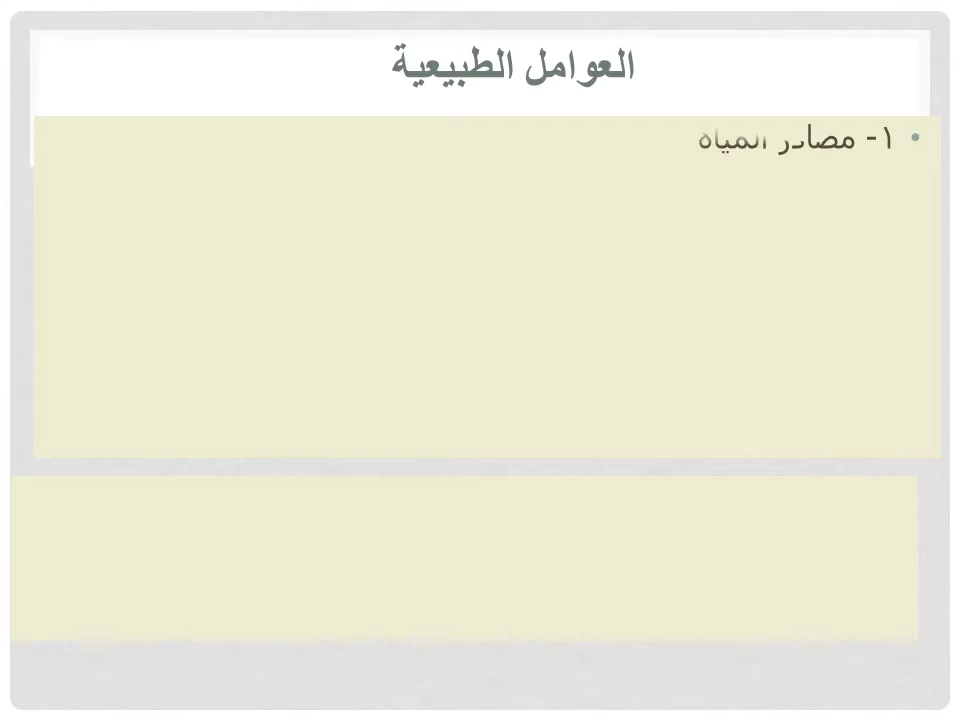 العوامل الطبيعية
• ١- مصادر المياه